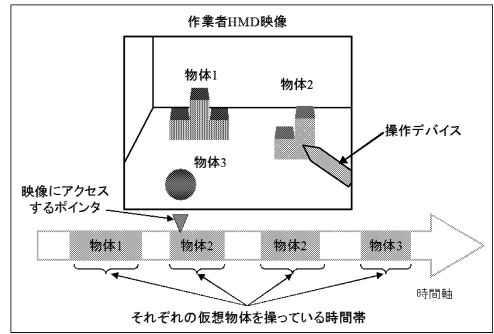 作業者HMD映像
物体1
物体2
操作デバイス
物体3
映像にアクセス
するポインタ
物体1
物体2
物体2
物体3
時間軸
それぞれの仮想物体を操っている時間帯